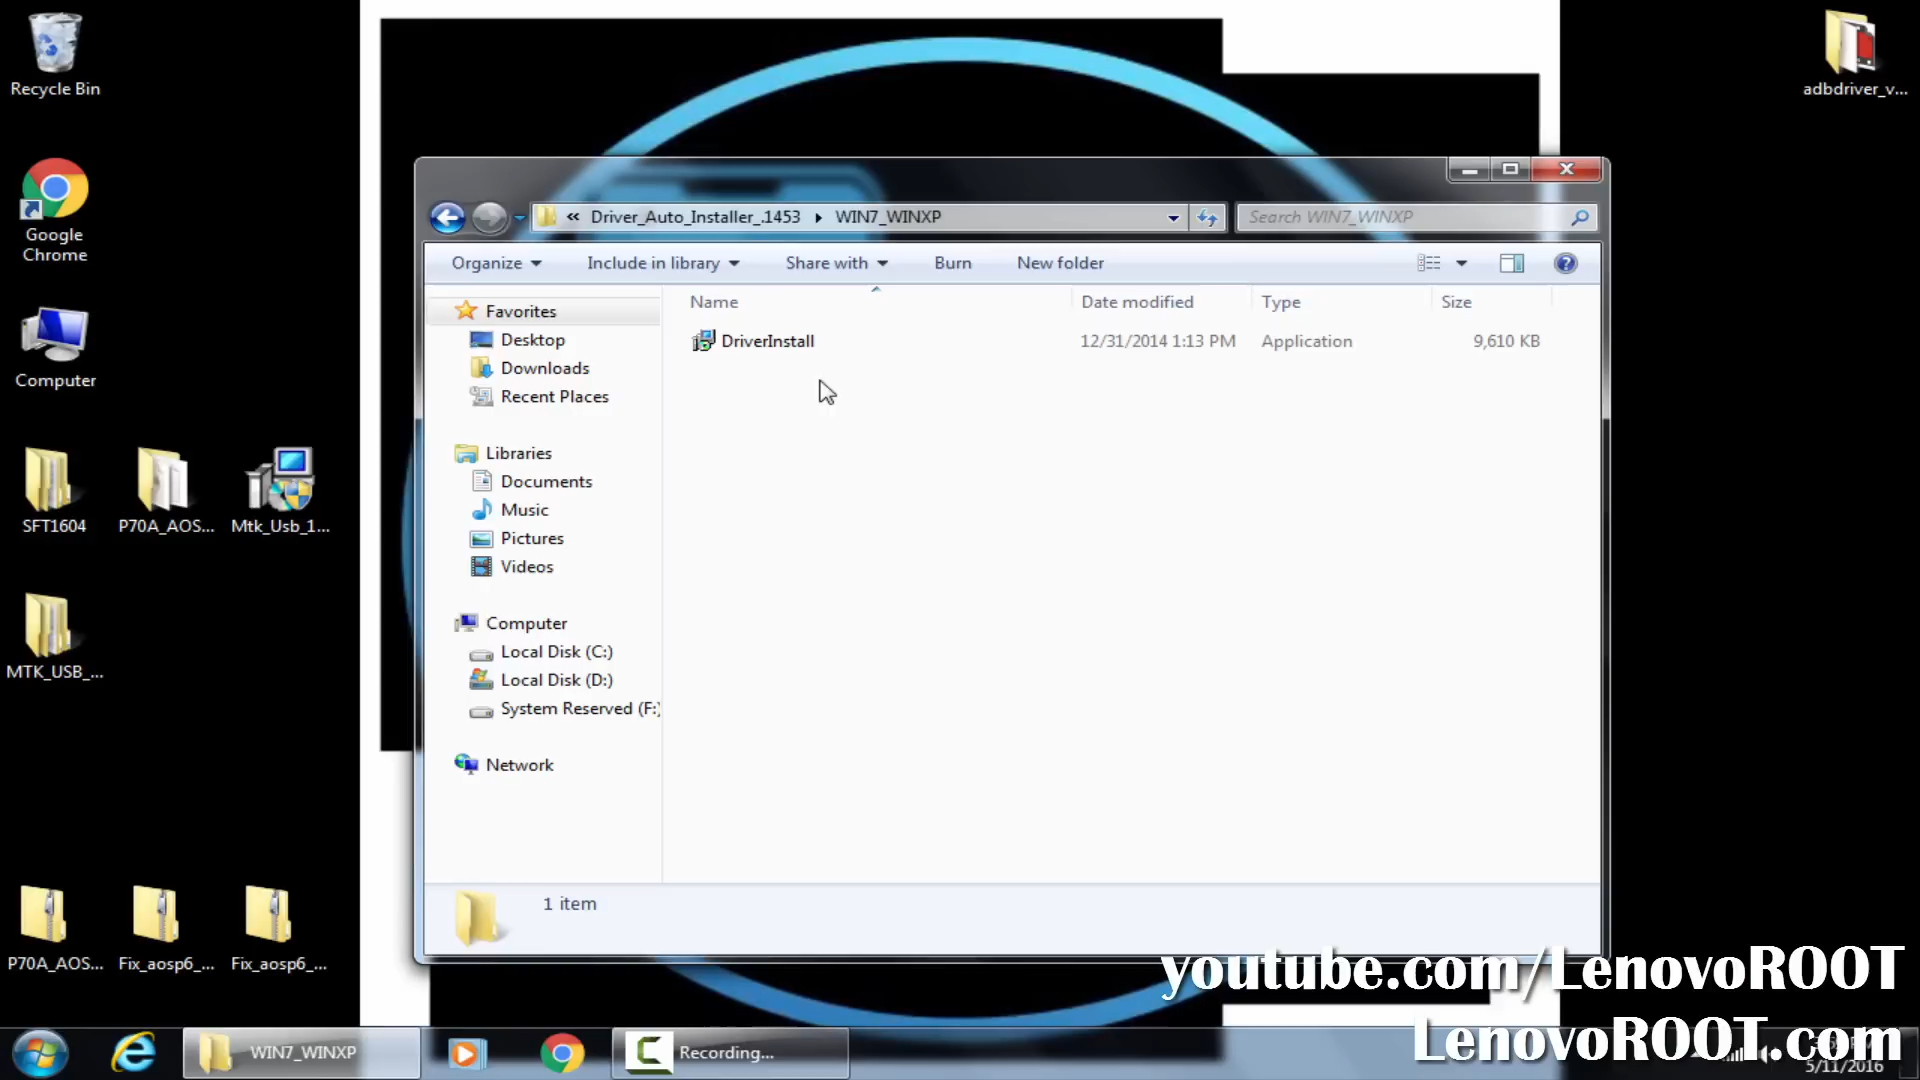 Recycle Bin
adbdriver_v...
Google
Chrome
Computer
SFT1604
P70A_AOS...
Mtk_Usb_1...
MTK_USB_...
P70A_AOS...
Fix_aosp6_...
Fix_aosp6_...
« Driver_Auto_Installer_.1453 WIN7_WINXP
Search WIN7_WINXP
Organize
Include in library
Share with
Burn
New folder
Name
Date modified
Type
Size
DriverInstall
12/31/2014 1:13 PM
Application
9,610 KB
Favorites
Desktop
Downloads
Recent Places
Libraries
Documents
Music
Pictures
Videos
Computer
Local Disk (C:)
Local Disk (D:)
System Reserved (F:)
Network
1 item
youtube.com/LenovoROOT
LenovoROOT.com
WIN7_WINXP
Recording...
5/11/2016